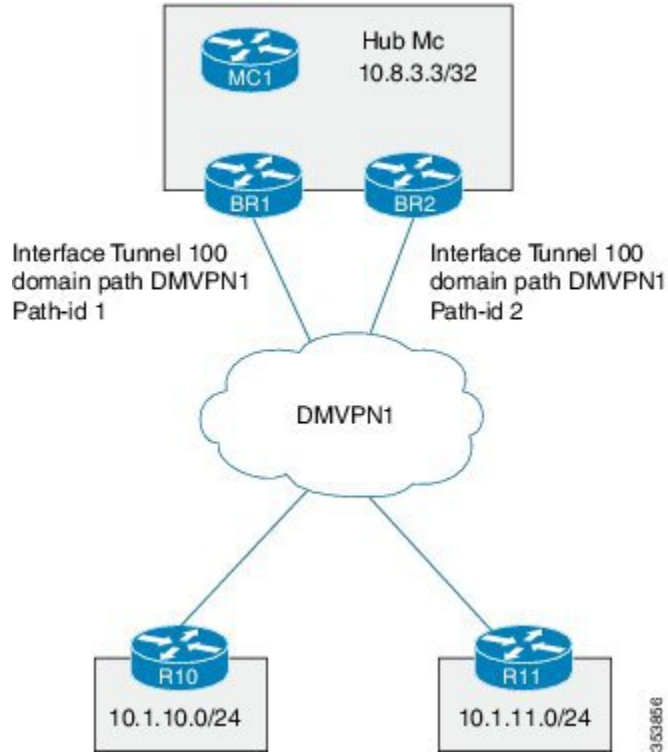 Hub Mc
10.8.3.3/32
MC1
BR1
BR2
Interface Tunnel 100
domain path DMVPN1
Path-id 1
Interface Tunnel 100
domain path DMVPN1
Path-id 2
DMVPN1
R10
R11
10.1.10.0/24
10.1.11.0/24
353856